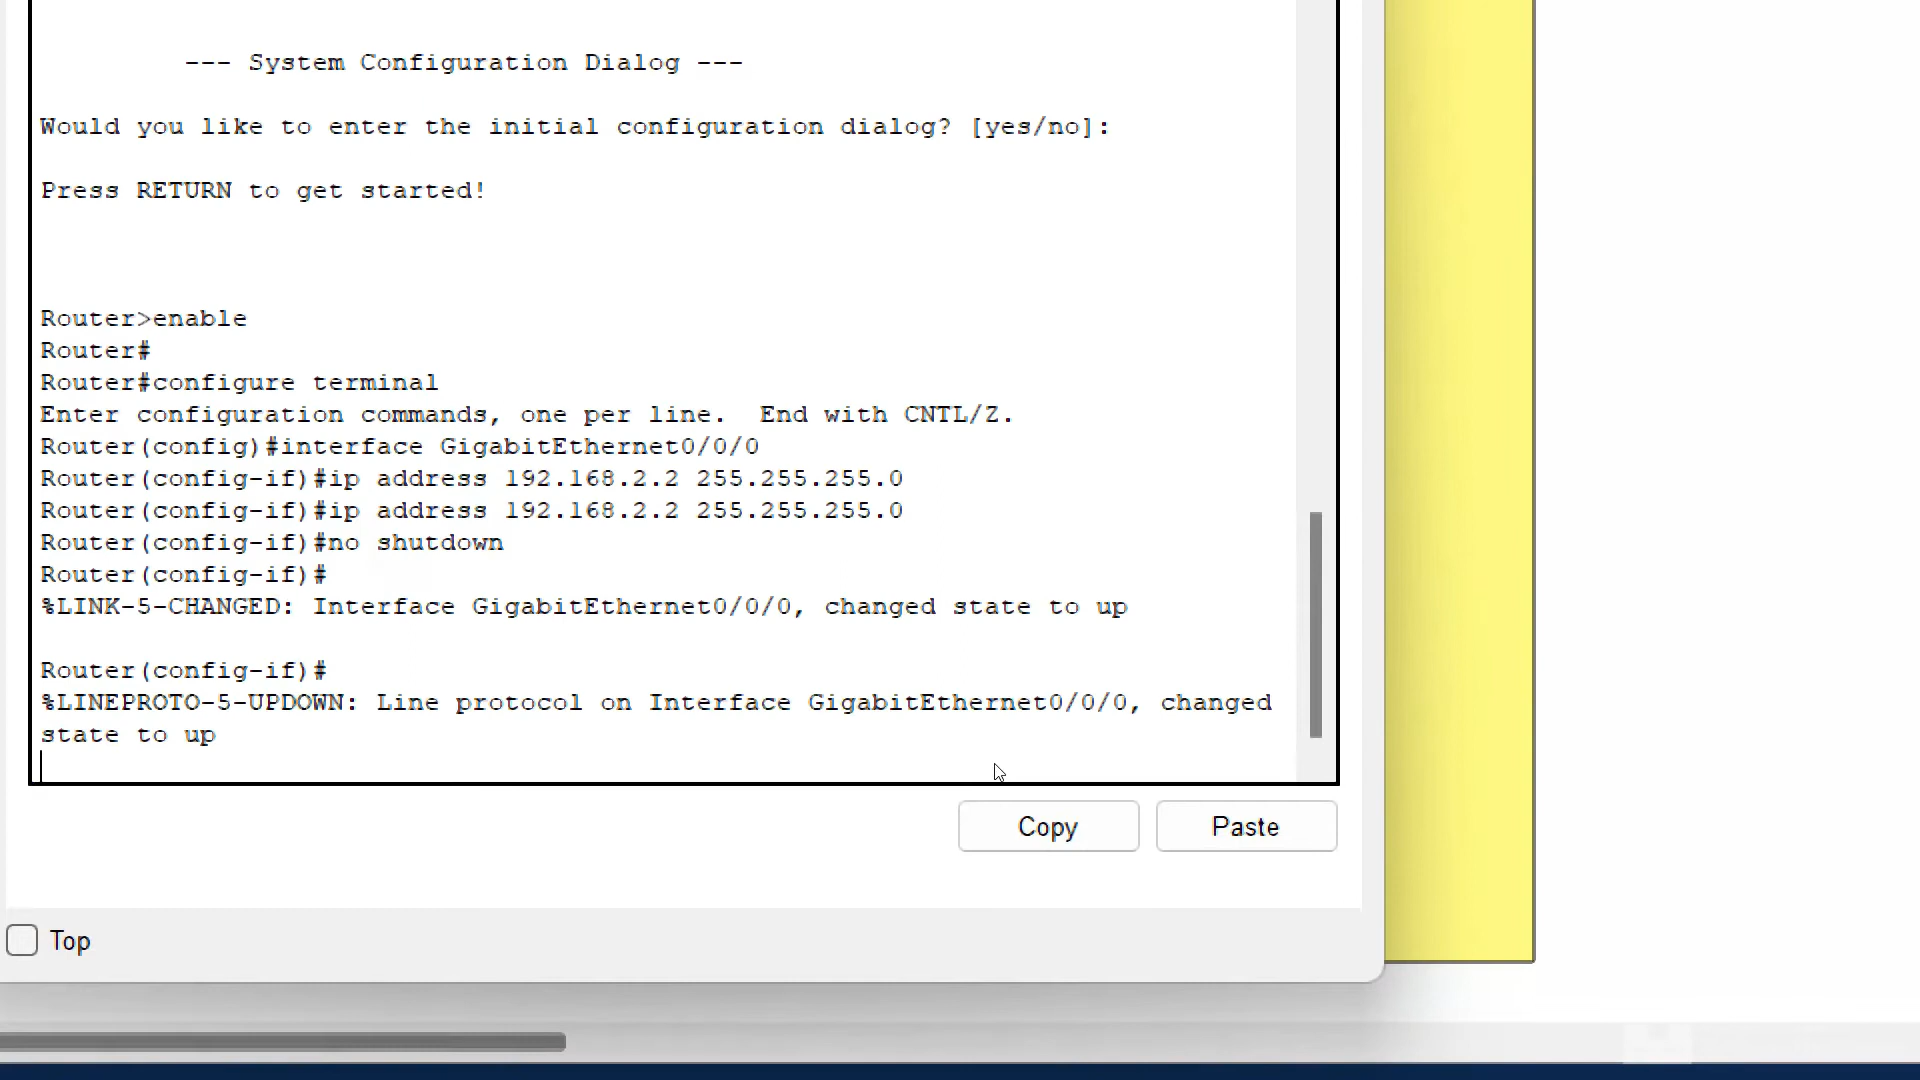 --- System Configuration Dialog ---
Would you like to enter the initial configuration dialog? [yes/no]:
Press RETURN to get started!
Router>enable
Router#
Router#configure terminal
Enter configuration commands, one per line.  End with CNTL/Z.
Router(config)#interface GigabitEthernet0/0/0
Router(config-if)#ip address 192.168.2.2 255.255.255.0
Router(config-if)#ip address 192.168.2.2 255.255.255.0
Router(config-if)#no shutdown
Router(config-if)#
%LINK-5-CHANGED: Interface GigabitEthernet0/0/0, changed state to up
Router(config-if)#
%LINEPROTO-5-UPDOWN: Line protocol on Interface GigabitEthernet0/0/0, changed
state to up
Copy
Paste
Top